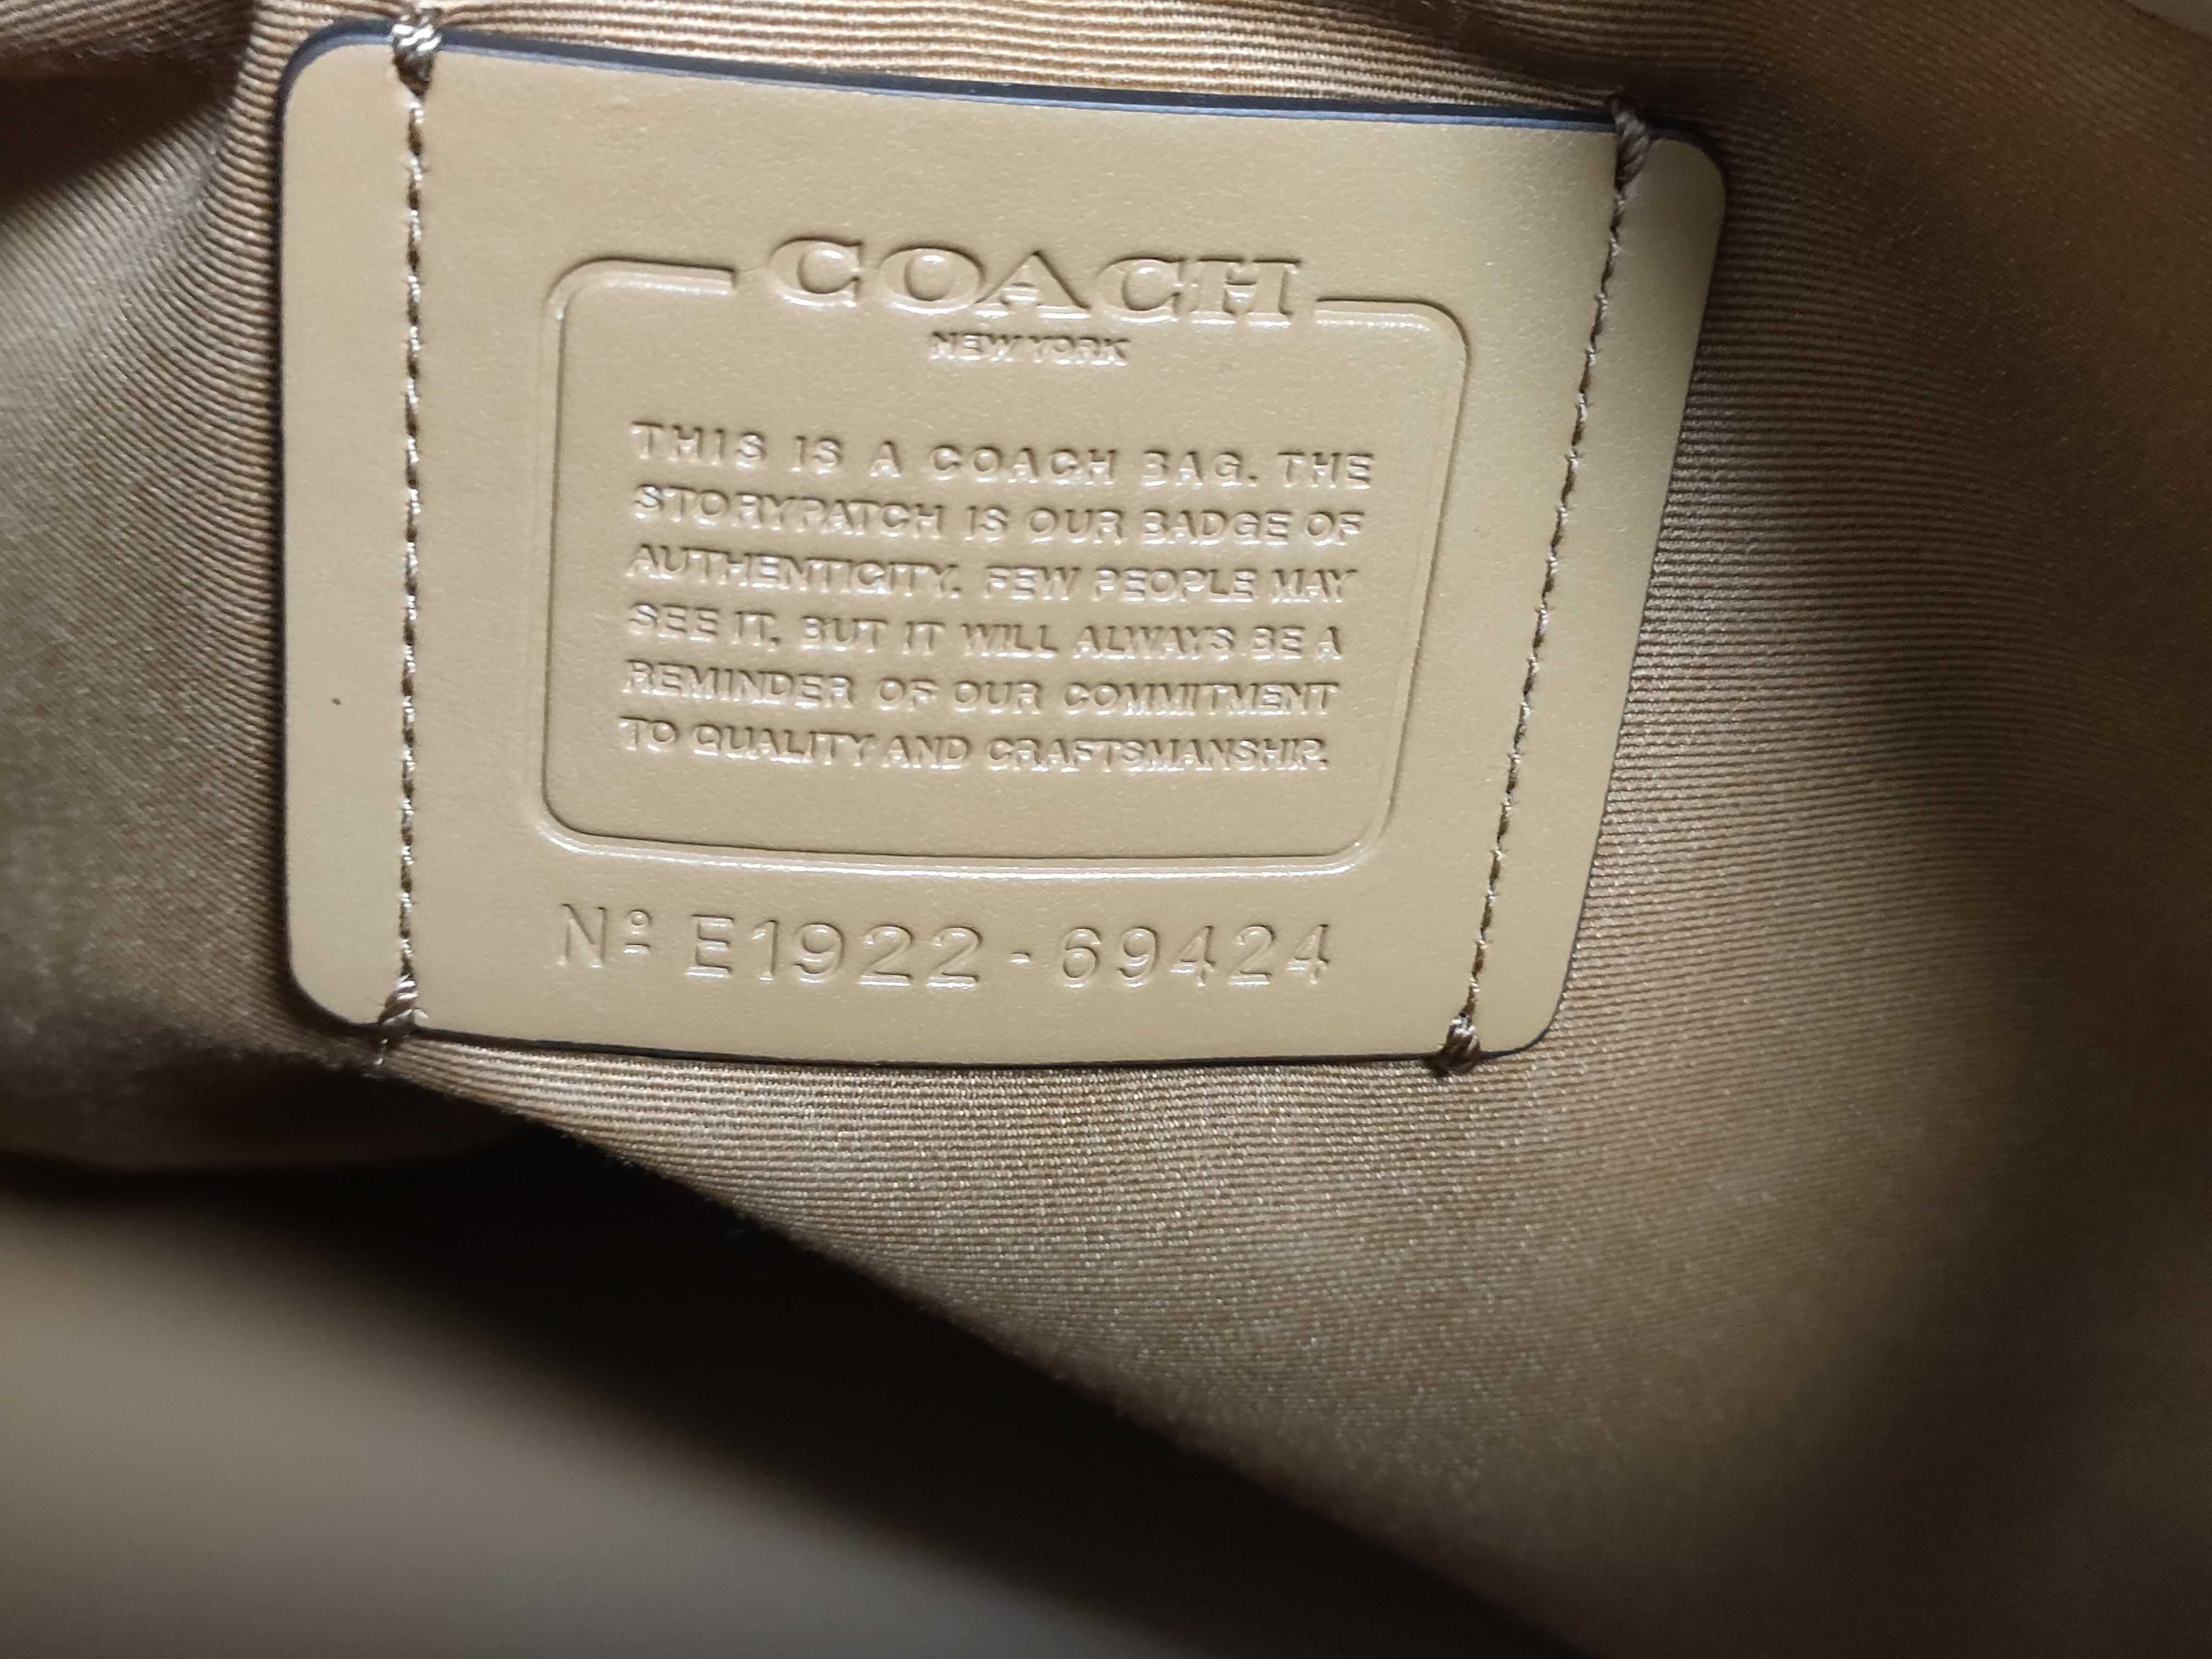 COACH
NEW YORK
THIS IS A COACH BAG. THE
STORYPATCH IS OUR BADGE OF
AUTHENTICITY. FEW PEOPLE MAY
SEE IT, BUT IT WILL ALWAYS BE A
REMINDER OF OUR COMMITMENT
TO QUALITY AND CRAFTSMANSHIP.
Nº E1922-69424